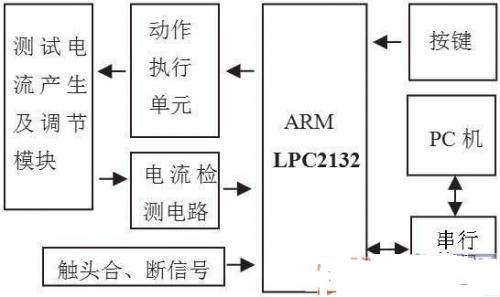 测试电
流产生
及调节
模块
动作
执行
单元
电流检
测电路
触头合、断信号
ARM
LPC2132
按键
PC机
串行